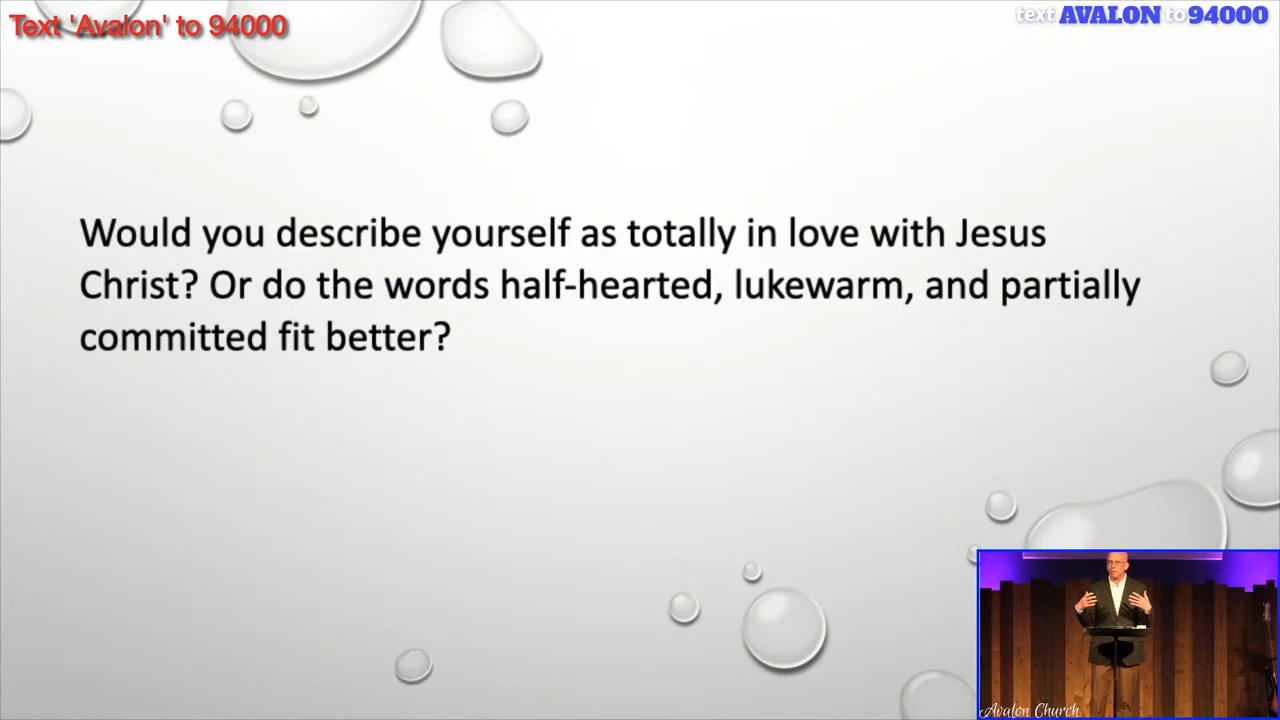 Text 'Avalon' to 94000
text AVALON to 94000
Would you describe yourself as totally in love with Jesus
Christ? Or do the words half-hearted, lukewarm, and partially
committed fit better?
Avalon Church